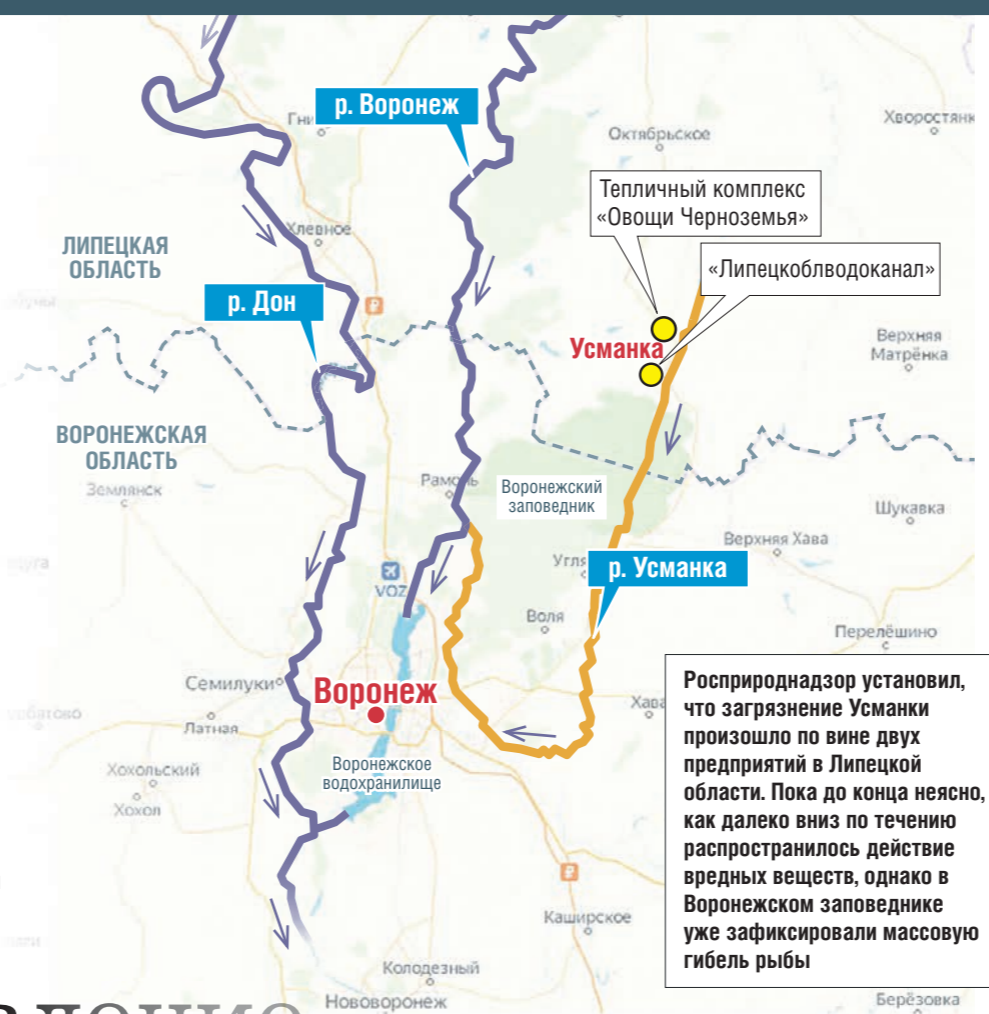 р. Воронеж
Октябрьское
Хворостянк
Гни
Тепличный комплекс
«Овощи Черноземья»
Хлевное
ЛИПЕЦКАЯ
ОБЛАСТЬ
«Липецкоблводоканал»
р. Дон
Усманка
Верхняя
Матрёнка
ВОРОНЕЖСКАЯ
ОБЛАСТЬ
Землянск
Рамонь
Воронежский
заповедник
Шукавка
Верхняя Хава
Угля
р. Усманка
VOZ
Воля
Перелёшино
Семилуки
Воронеж
Хава
Латная
Воронежское
водохранилище
Хохольский
Хохол
Росприроднадзор установил,
что загрязнение Усманки
произошло по вине двух
предприятий в Липецкой
области. Пока до конца неясно,
как далеко вниз по течению
распространилось действие
вредных веществ, однако в
Воронежском заповеднике
уже зафиксировали массовую
гибель рыбы
Каширское
Колодезный
Нововоронеж
Берёзовка